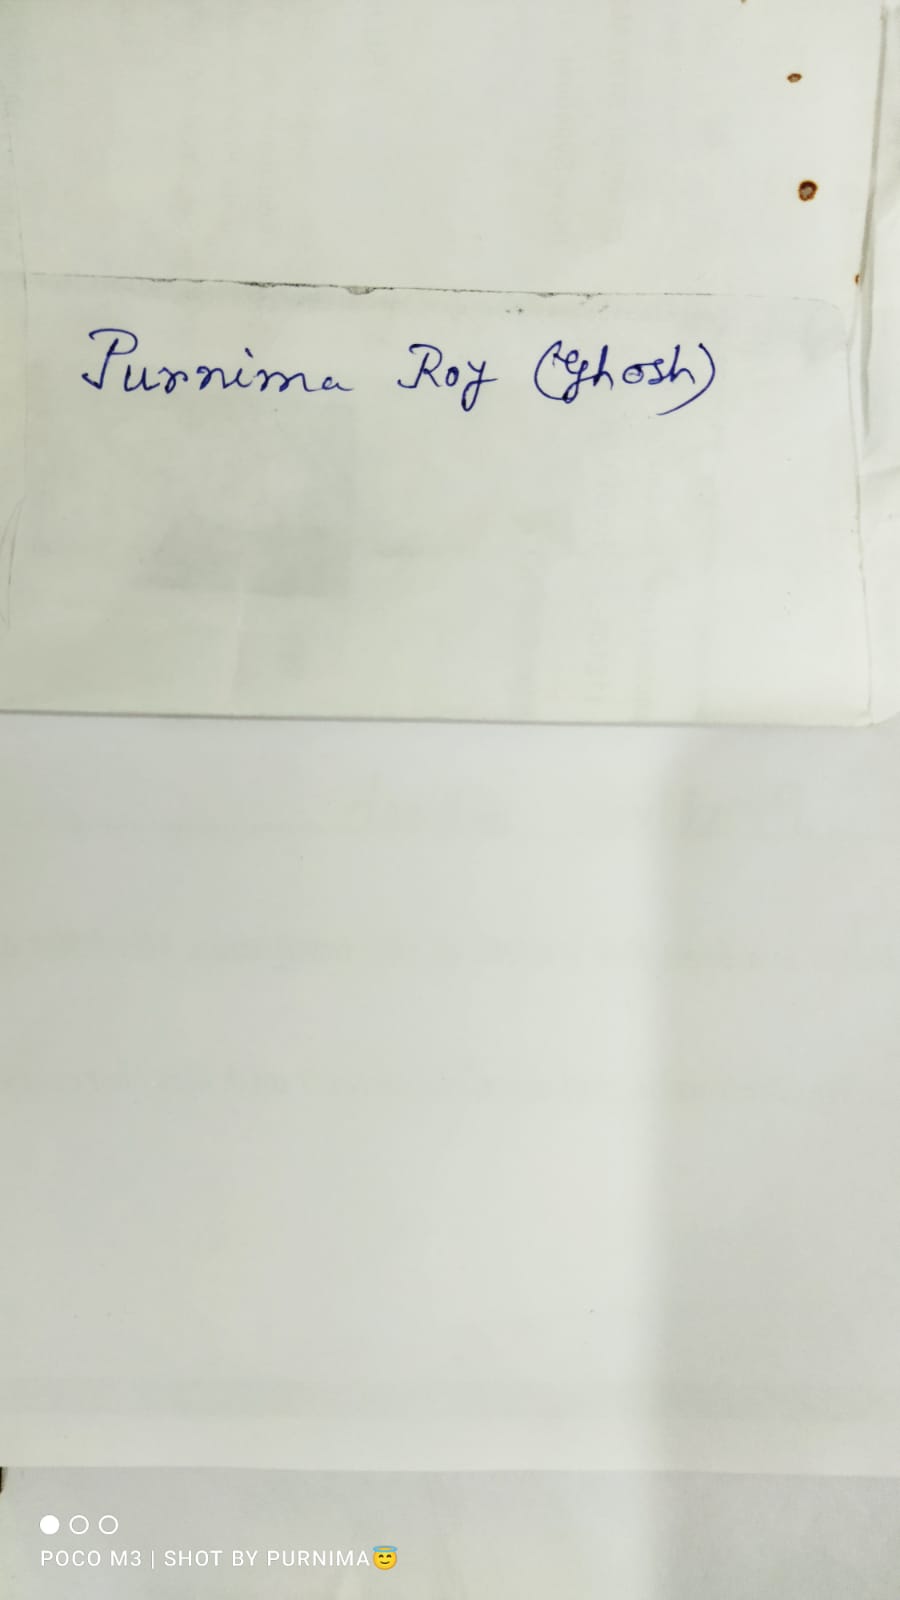 Purnima Roy (Ghosh)
POCO M3 | SHOT BY PURNIMA😇